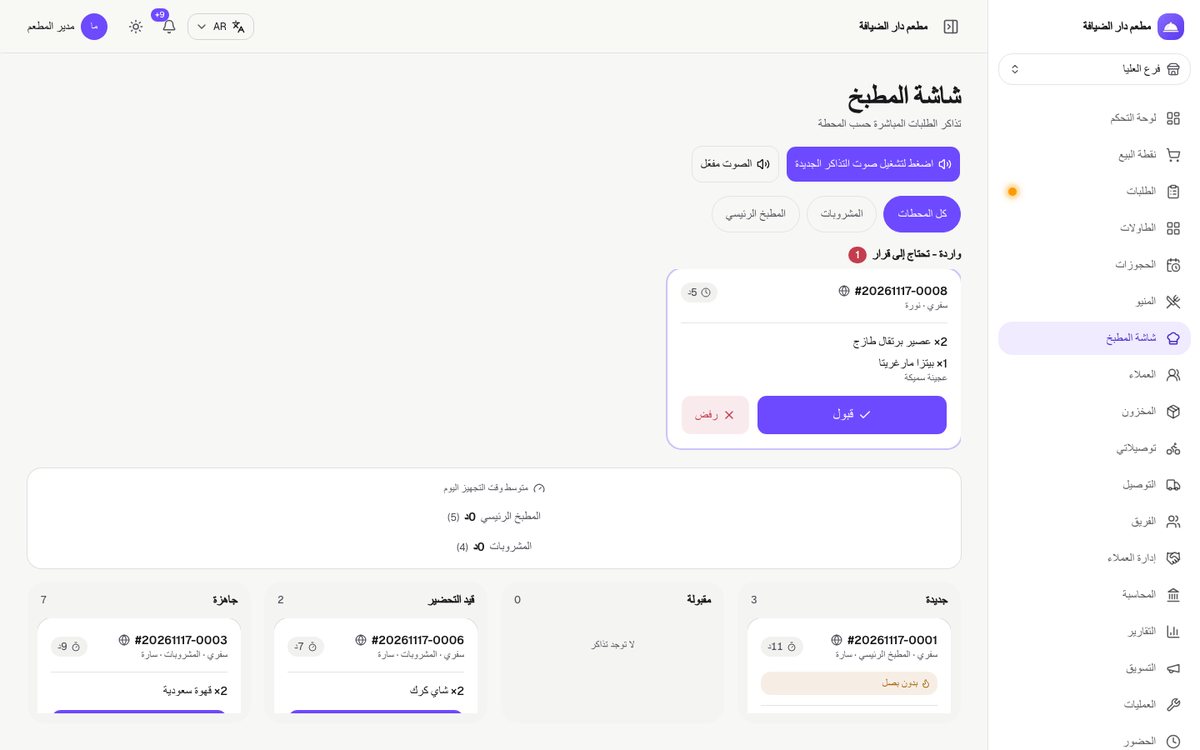 مطعم دار الضيافة
فرع العليا
لوحة التحكم
نقطة البيع
الطلبات
الطاولات
الحجوزات
المنيو
شاشة المطبخ
العملاء
المخزون
توصيلاتي
التوصيل
الفريق
إدارة العملاء
المحاسبة
التقارير
التسويق
العمليات
الحضور
مطعم دار الضيافة
AR
9+
ما
مدير المطعم
شاشة المطبخ
تذاكر الطلبات المباشرة حسب المحطة
اضغط لتشغيل صوت التذاكر الجديدة
الصوت مفعّل
كل المحطات
المشروبات
المطبخ الرئيسي
واردة - تحتاج إلى قرار 1
#20261117-0008
5د
سفري · نورة
2× عصير برتقال طازج
1× بيتزا مارغريتا
عجينة سميكة
قبول
رفض
متوسط وقت التجهيز اليوم
المطبخ الرئيسي 0د (5)
المشروبات 0د (4)
جديدة 3
#20261117-0001
11د
سفري · المطبخ الرئيسي · سارة
بدون بصل
مقبولة 0
لا توجد تذاكر
قيد التحضير 2
#20261117-0006
7د
سفري · المشروبات · سارة
2× شاي كرك
جاهزة 7
#20261117-0003
9د
سفري · المشروبات · سارة
2× قهوة سعودية